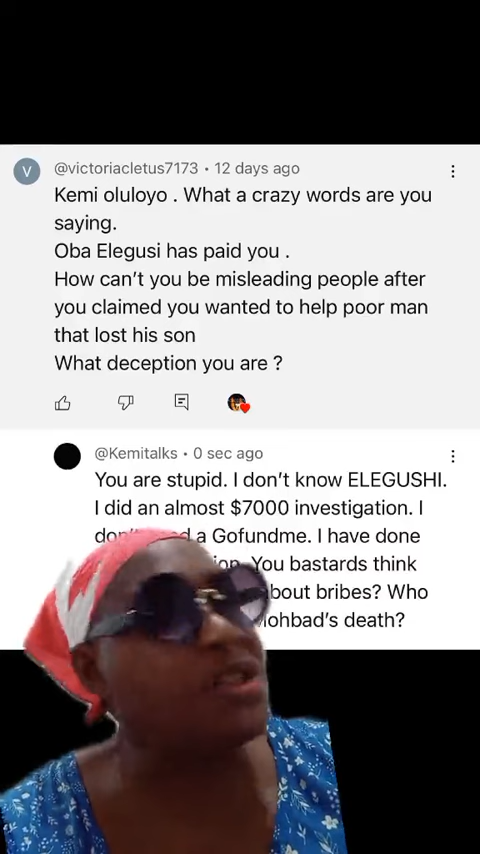 V
@victoriacletus7173 • 12 days ago
Kemi oluloyo . What a crazy words are you
saying.
Oba Elegusi has paid you .
How can't you be misleading people after
you claimed you wanted to help poor man
that lost his son
What deception you are ?
@Kemitalks • 0 sec ago
You are stupid. I don't know ELEGUSHI.
I did an almost $7000 investigation. I
a Gofundme. I have done
You bastards think
about bribes? Who
Mohbad's death?